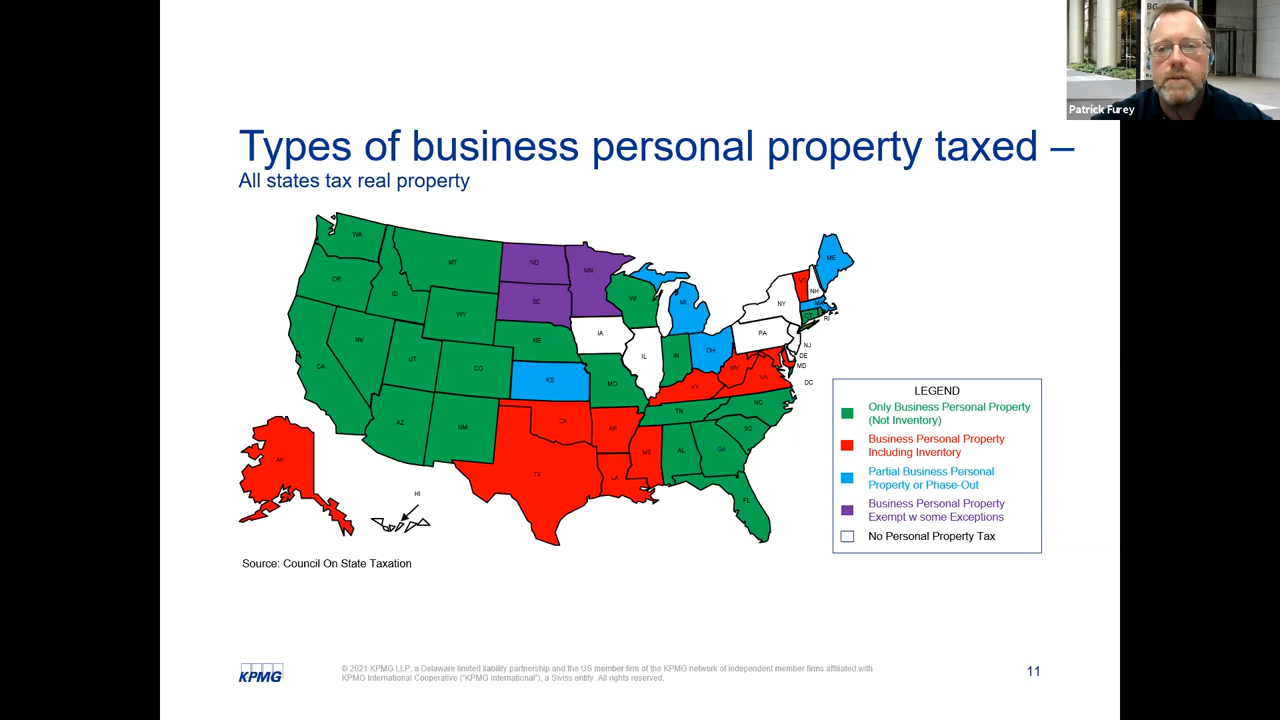 BG
Patrick Furey
Types of business personal property taxed –
All states tax real property
WA
MT
ND
MN
ME
OR
ID
SD
WI
MI
VT
NH
NY
MA
WY
CT
RI
IA
PA
NV
NE
NJ
UT
CO
IL
IN
OH
DE
CA
KS
MO
WV
MD
VA
DC
KY
AZ
NM
OK
AR
TN
NC
SC
MS
AL
GA
AK
TX
LA
FL
HI
LEGEND
Only Business Personal Property
(Not Inventory)
Business Personal Property
Including Inventory
Partial Business Personal
Property or Phase-Out
Business Personal Property
Exempt w some Exceptions
No Personal Property Tax
Source: Council On State Taxation
KPMG
© 2021 KPMG LLP, a Delaware limited liability partnership and the US member firm of the KPMG network of independent member firms affiliated with
KPMG International Cooperative ("KPMG International"), a Swiss entity. All rights reserved.
11